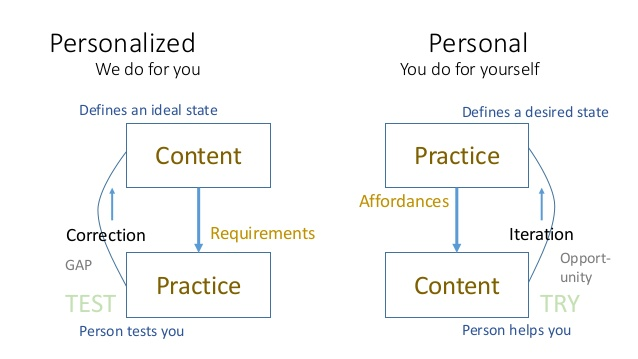 Personalized
We do for you
Defines an ideal state
Content
Correction
Requirements
GAP
Practice
TEST
Person tests you
Personal
You do for yourself
Defines a desired state
Practice
Affordances
Iteration
Opport-
unity
Content
TRY
Person helps you